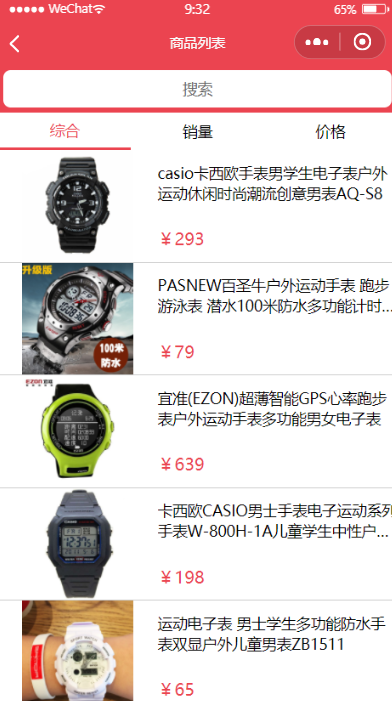 WeChat 9:32 65%
商品列表
搜索
综合 销量 价格
casio卡西欧手表男学生电子表户外
运动休闲时尚潮流创意男表AQ-S8
￥293
升級版
100米
防水
PASNEW百圣牛户外运动手表 跑步
游泳表 潜水100米防水多功能计时...
￥79
EZON
宜准(EZON)超薄智能GPS心率跑步
表户外运动手表多功能男女电子表
￥639
卡西欧CASIO男士手表电子运动系列
手表W-800H-1A儿童学生中性户...
￥198
运动电子表 男士学生多功能防水手
表双显户外儿童男表ZB1511
￥65